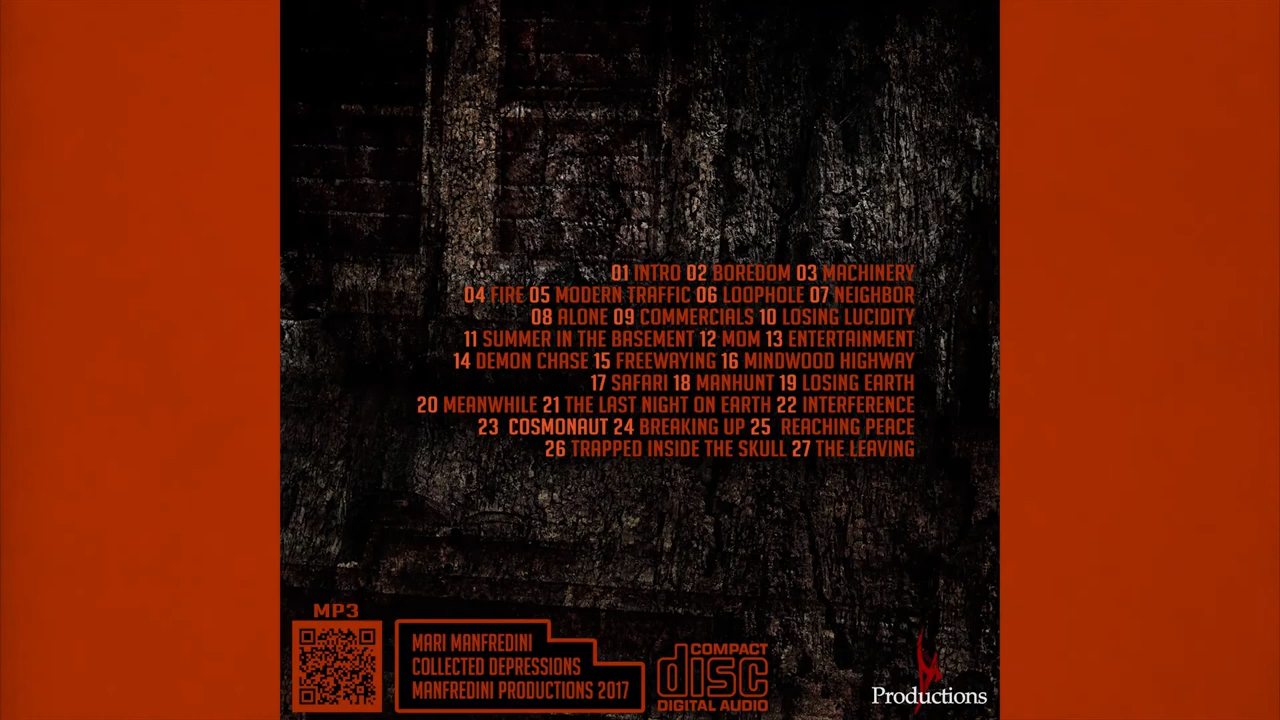 01 INTRO 02 BOREDOM 03 MACHINERY
04 FIRE 05 MODERN TRAFFIC 06 LOOPHOLE 07 NEIGHBOR
08 ALONE 09 COMMERCIALS 10 LOSING LUCIDITY
11 SUMMER IN THE BASEMENT 12 MOM 13 ENTERTAINMENT
14 DEMON CHASE 15 FREEWAYING 16 MINDWOOD HIGHWAY
17 SAFARI 18 MANHUNT 19 LOSING EARTH
20 MEANWHILE 21 THE LAST NIGHT ON EARTH 22 INTERFERENCE
23 COSMONAUT 24 BREAKING UP 25 REACHING PEACE
26 TRAPPED INSIDE THE SKULL 27 THE LEAVING
MP3
MARI MANFREDINI
COLLECTED DEPRESSIONS
MANFREDINI PRODUCTIONS 2017
COMPACT
disc
DIGITAL AUDIO
Productions